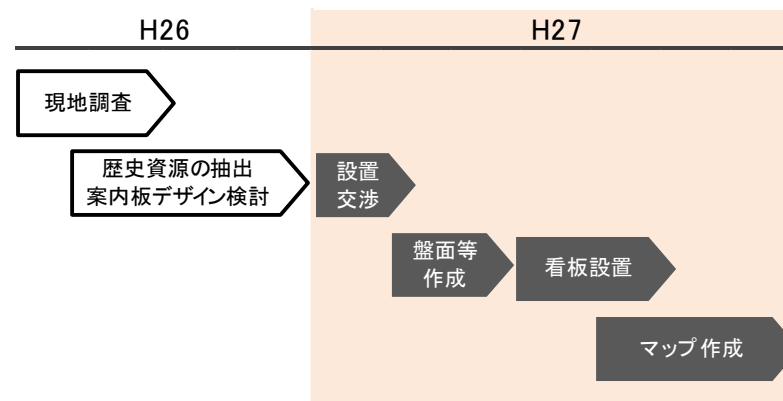 H26
H27
現地調査
歴史資源の抽出
案内板デザイン検討
設置
交渉
盤面等
作成
看板設置
マップ作成